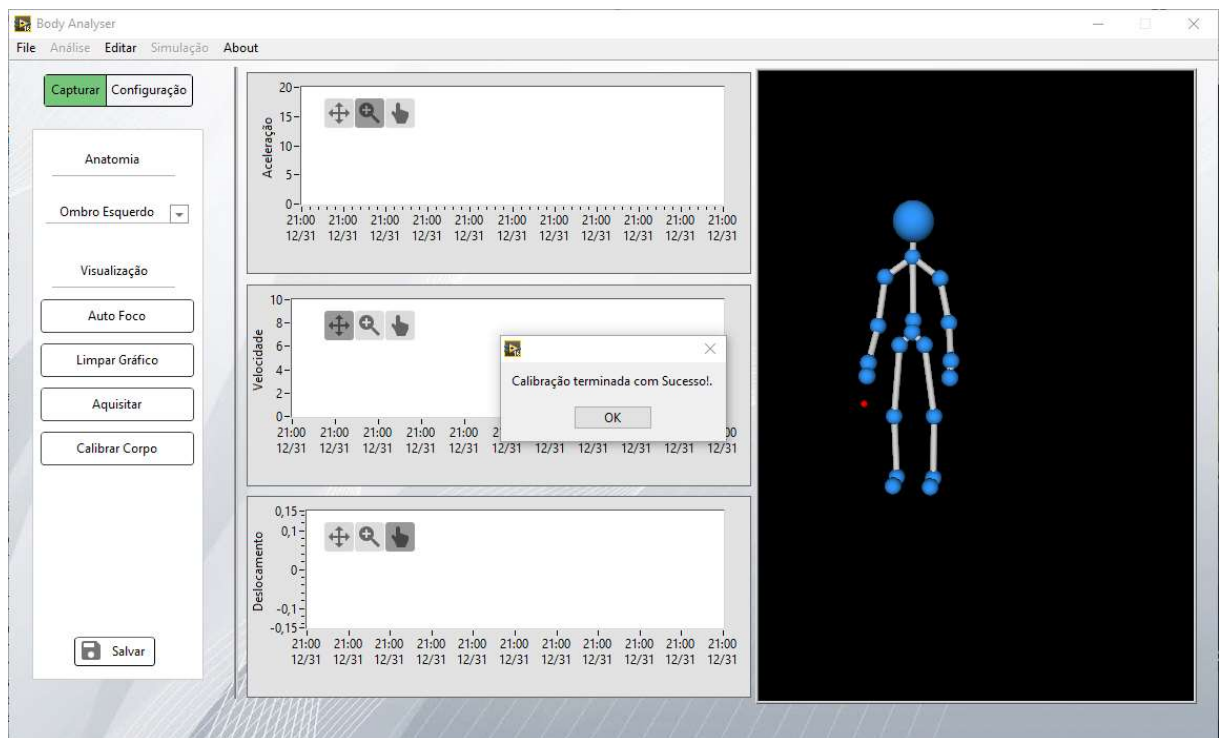 Body Analyser
File Análise Editar Simulação About
Capturar Configuração
Anatomia
Ombro Esquerdo
Visualização
Auto Foco
Limpar Gráfico
Aquisitar
Calibrar Corpo
Salvar
Aceleração
20
15
10
5
0
21:00 21:00 21:00 21:00 21:00 21:00 21:00 21:00 21:00 21:00 21:00
12/31 12/31 12/31 12/31 12/31 12/31 12/31 12/31 12/31 12/31 12/31
Velocidade
10
8
6
4
2
0
21:00 21:00 21:00 21:00 21:00 2 00
12/31 12/31 12/31 12/31 12/31 12/31 12/31 12/31 12/31 12/31 12/31
Calibração terminada com Sucesso!.
OK
Deslocamento
0,15
0,1
0
-0,1
-0,15
21:00 21:00 21:00 21:00 21:00 21:00 21:00 21:00 21:00 21:00 21:00
12/31 12/31 12/31 12/31 12/31 12/31 12/31 12/31 12/31 12/31 12/31